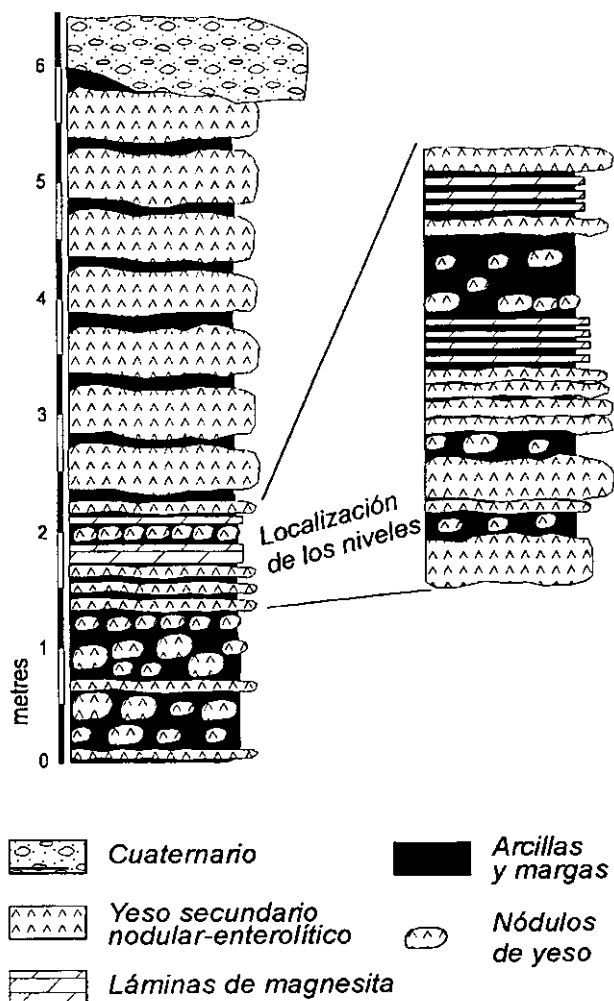 6
5
4
3
2
1
0
metres
Localización
de los niveles
Cuaternario
Yeso secundario
nodular-enterolítico
Láminas de magnesita
Arcillas
y margas
Nódulos
de yeso